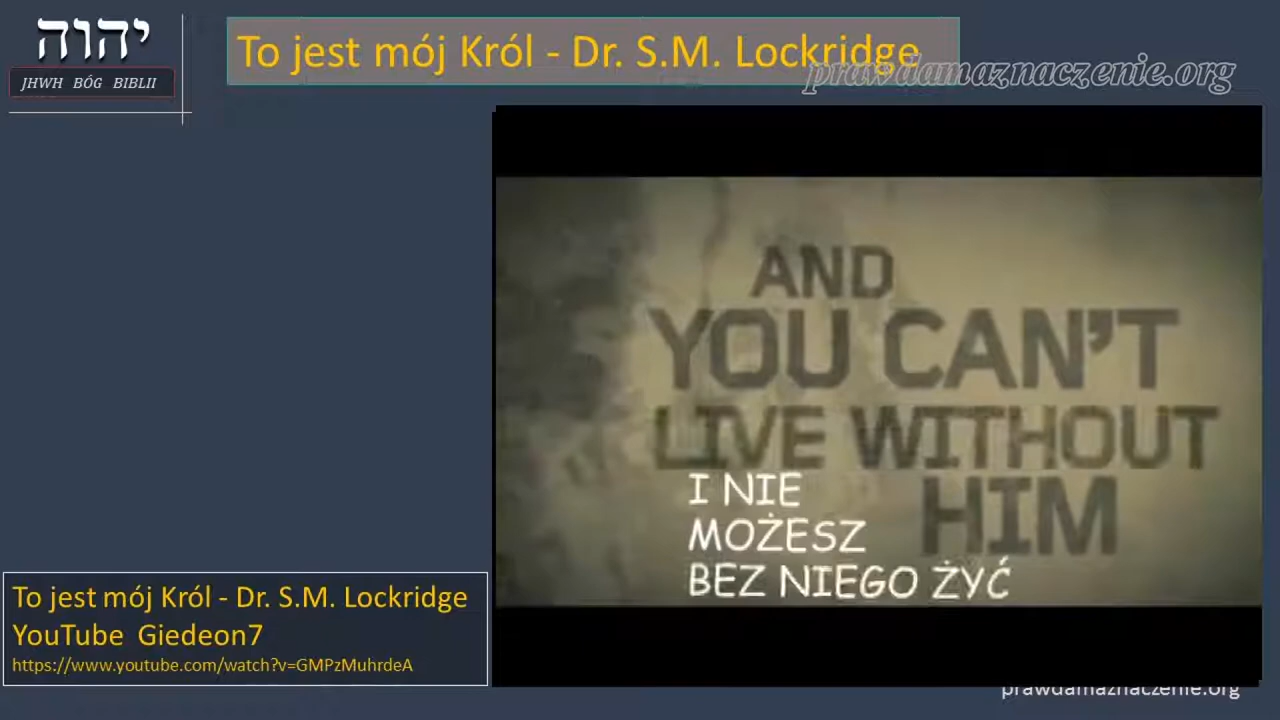 יהוה
JHWH BÓG BIBLII
To jest mój Król - Dr. S.M. Lockridge
prawdamaznaczenie.org
AND
YOU CAN'T
LIVE WITHOUT
HIM
I NIE
MOŻESZ
BEZ NIEGO ŻYĆ
To jest mój Król - Dr. S.M. Lockridge
YouTube Giedeon7
https://www.youtube.com/watch?v=GMPzMuhrdeA
prawdamaznaczenie.org